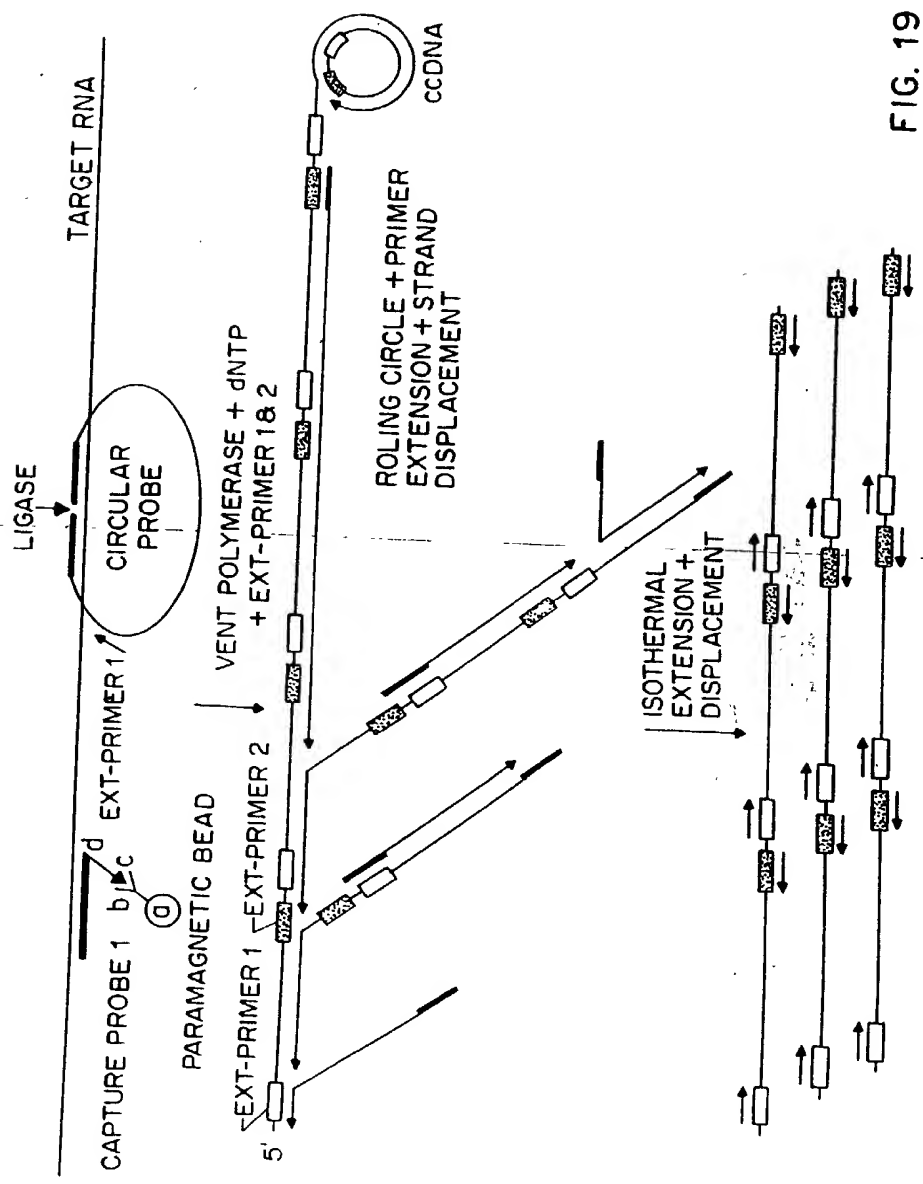 LIGASE
TARGET RNA
CAPTURE PROBE 1
b
c
d
a
EXT-PRIMER 1
CIRCULAR
PROBE
PARAMAGNETIC BEAD
VENT POLYMERASE + dNTP
+ EXT-PRIMER 1 & 2
EXT-PRIMER 1
EXT-PRIMER 2
5'
CCDNA
ROLING CIRCLE + PRIMER
EXTENSION + STRAND
DISPLACEMENT
ISOTHERMAL
EXTENSION +
DISPLACEMENT
FIG. 19